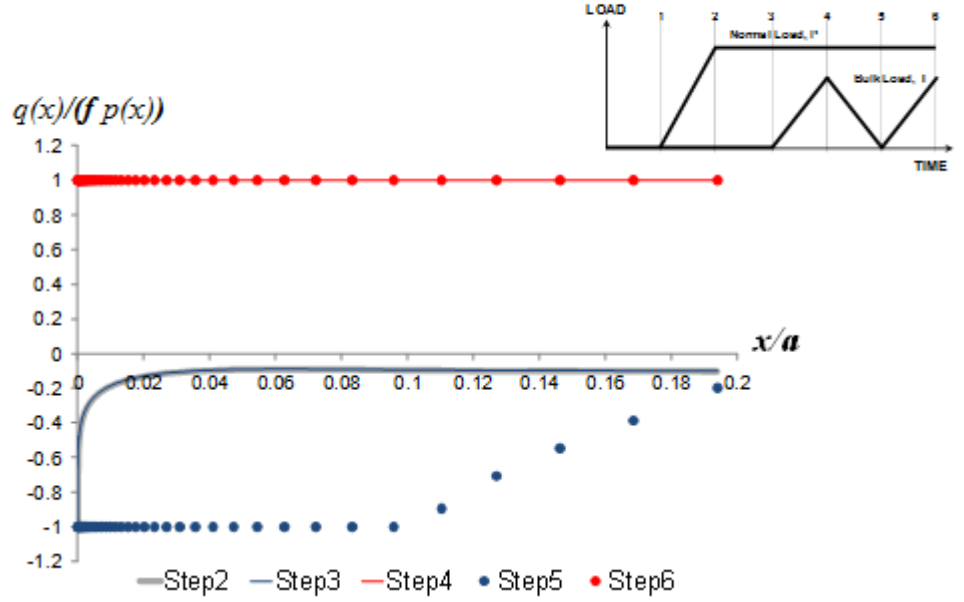 LOAD
1 2 3 4 5 6
Normal Load,
Bulk Load,
TIME
q(x)/(f p(x))
1.2
1
0.8
0.6
0.4
0.2
0
-0.2
-0.4
-0.6
-0.8
-1
-1.2
0 0.02 0.04 0.06 0.08 0.1 0.12 0.14 0.16 0.18 0.2
x/a
Step2 Step3 Step4 Step5 Step6